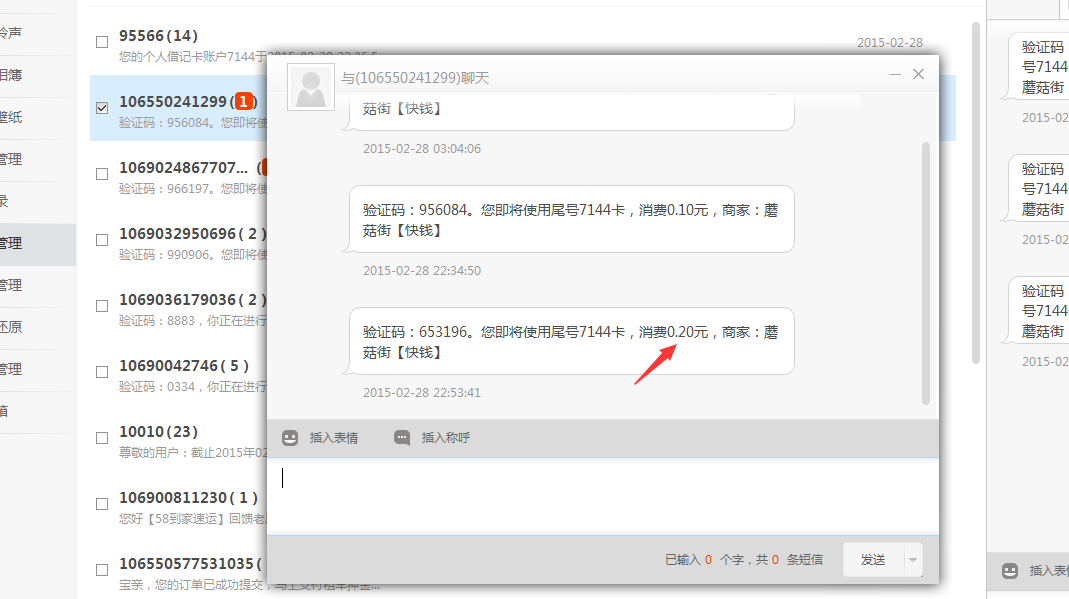 铃声
壁纸
管理
录
管理
管理
还原
管理
箱
95566(14)
2015-02-28
您的个人借记卡账户7144于2015-02-28 22:35:5
106550241299(1)
验证码：956084。您即将使
1069024867707... (
验证码：966197。您即将使
1069032950696( 2 )
验证码：990906。您即将使
1069036179036( 2 )
验证码：8883，你正在进行
10690042746( 5 )
验证码：0334，你正在进行
10010(23)
尊敬的用户：截止2015年02
106900811230( 1 )
您好【58到家速运】回馈老
106550577531035(
宝亲，您的订单已成功提交，马上支付租车押金...
与(106550241299)聊天
菇街【快钱】
2015-02-28 03:04:06
验证码：956084。您即将使用尾号7144卡，消费0.10元，商家：蘑
菇街【快钱】
2015-02-28 22:34:50
验证码：653196。您即将使用尾号7144卡，消费0.20元，商家：蘑
菇街【快钱】
2015-02-28 22:53:41
插入表情
插入称呼
已输入 0 个字，共 0 条短信
发送
验证码
号7144
蘑菇街
2015-02
验证码
号7144
蘑菇街
2015-02
验证码
号7144
蘑菇街
2015-02
插入表情